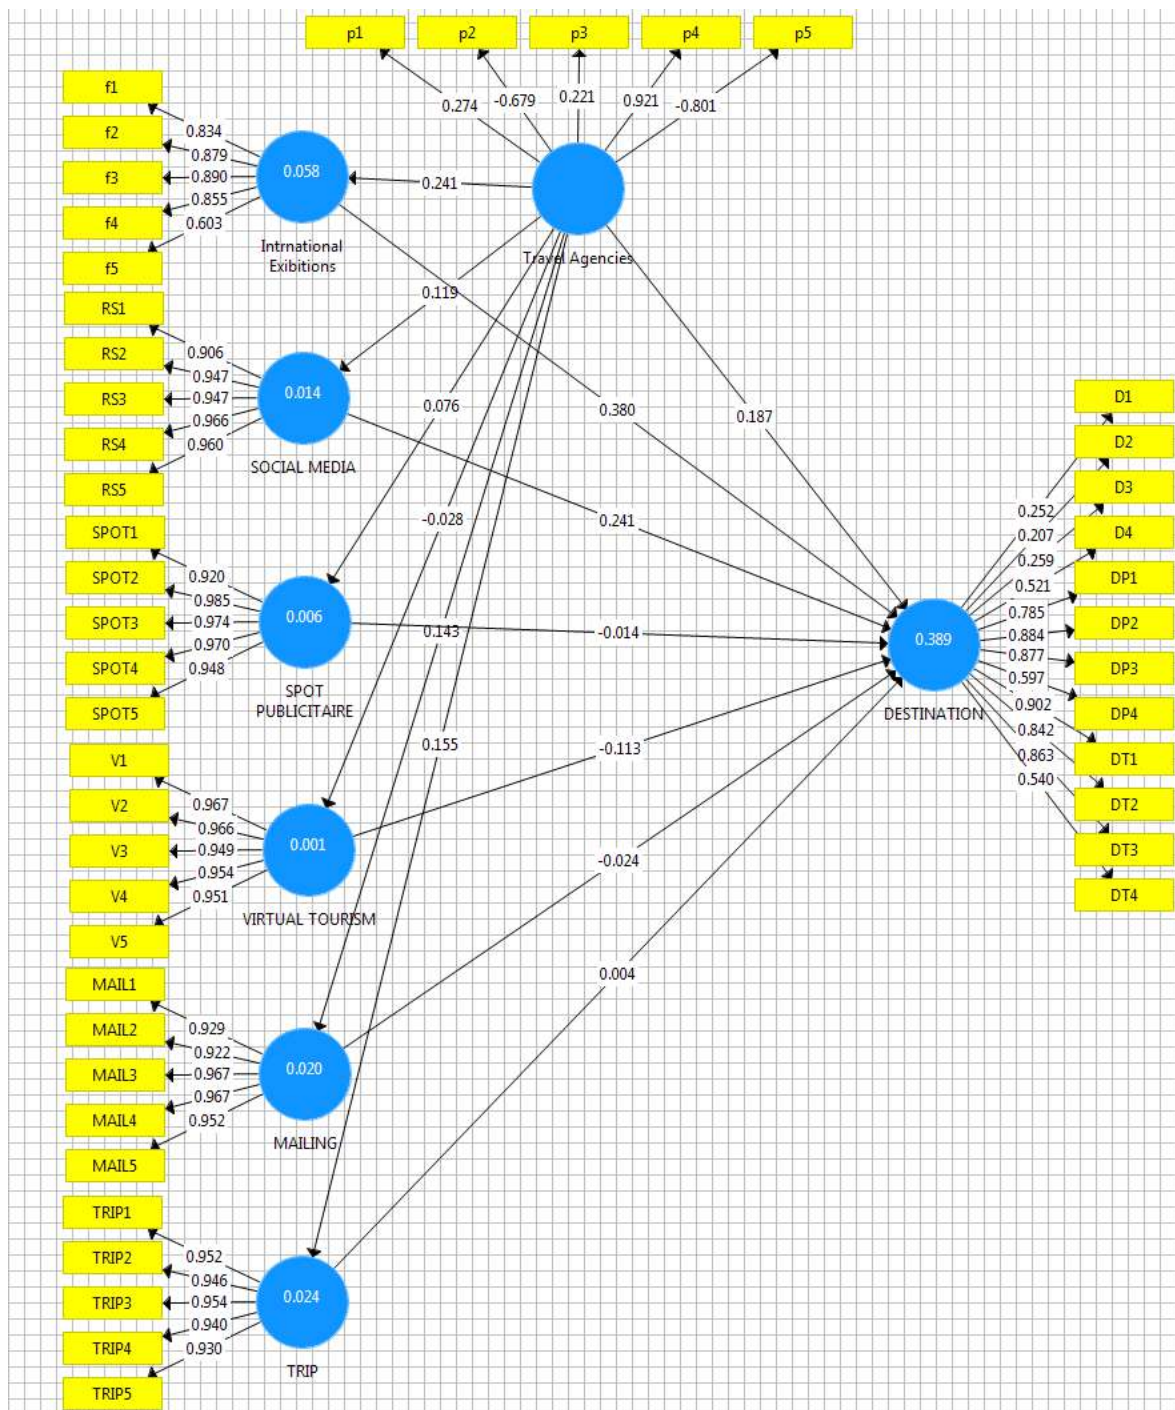 p1
p2
p3
p4
p5
0.274
-0.679
0.221
0.921
-0.801
f1
f2
f3
f4
f5
0.834
0.879
0.890
0.855
0.603
0.058
Intrnational
Exibitions
0.241
Travel Agencies
RS1
RS2
RS3
RS4
RS5
0.906
0.947
0.947
0.966
0.960
0.014
SOCIAL MEDIA
0.119
0.076
0.380
0.187
-0.028
0.241
SPOT1
SPOT2
SPOT3
SPOT4
SPOT5
0.920
0.985
0.974
0.970
0.948
0.006
SPOT
PUBLICITAIRE
0.143
-0.014
0.155
-0.113
V1
V2
V3
V4
V5
0.967
0.966
0.949
0.954
0.951
0.001
VIRTUAL TOURISM
-0.024
MAIL1
MAIL2
MAIL3
MAIL4
MAIL5
0.929
0.922
0.967
0.967
0.952
0.020
MAILING
0.004
TRIP1
TRIP2
TRIP3
TRIP4
TRIP5
0.952
0.946
0.954
0.940
0.930
0.024
TRIP
0.389
DESTINATION
0.252
0.207
0.259
0.521
0.785
0.884
0.877
0.597
0.902
0.842
0.863
0.540
D1
D2
D3
D4
DP1
DP2
DP3
DP4
DT1
DT2
DT3
DT4